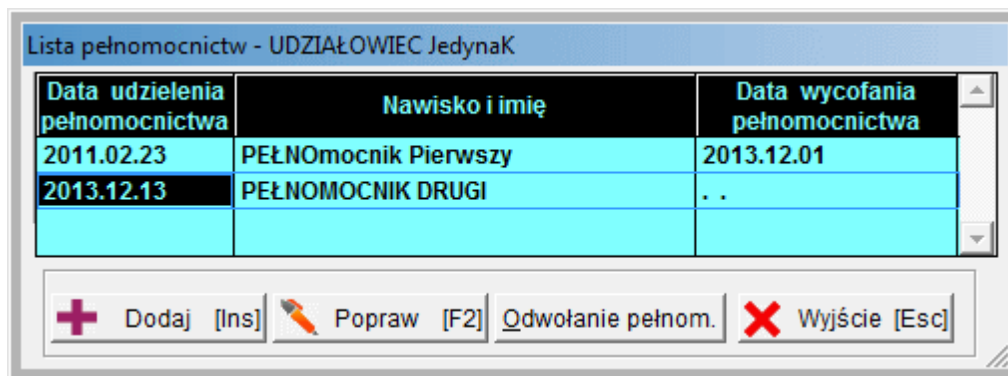 Lista pełnomocnictw - UDZIAŁOWIEC JedynaK
Data udzielenia pełnomocnictwa Nawisko i imię Data wycofania pełnomocnictwa
2011.02.23 PEŁNOmocnik Pierwszy 2013.12.01
2013.12.13 PEŁNOMOCNIK DRUGI . .
Dodaj [Ins] Popraw [F2] Odwołanie pełnom. Wyjście [Esc]